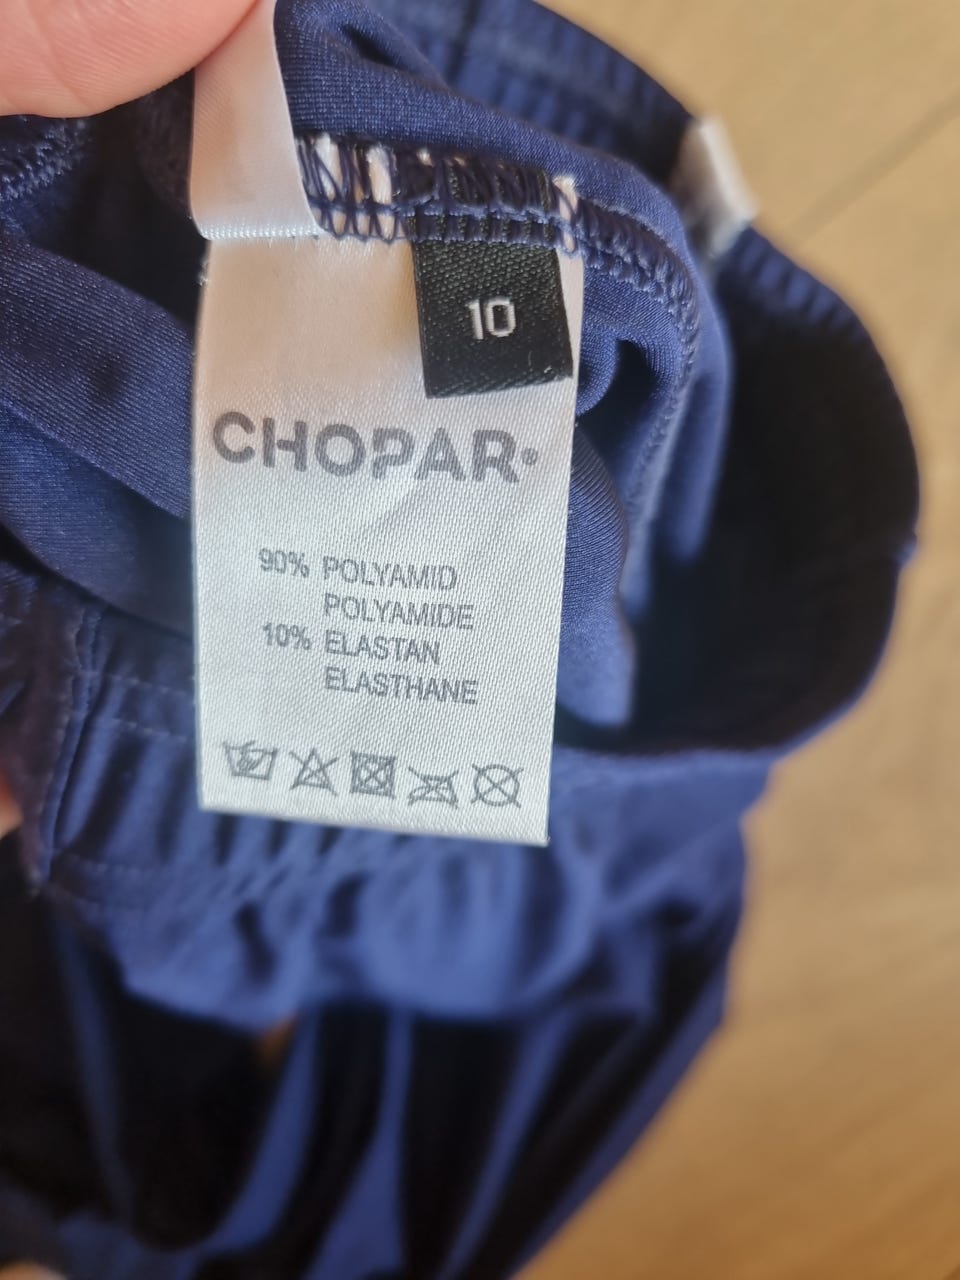 10
CHOPAR
90% POLYAMID
POLYAMIDE
10% ELASTAN
ELASTHANE